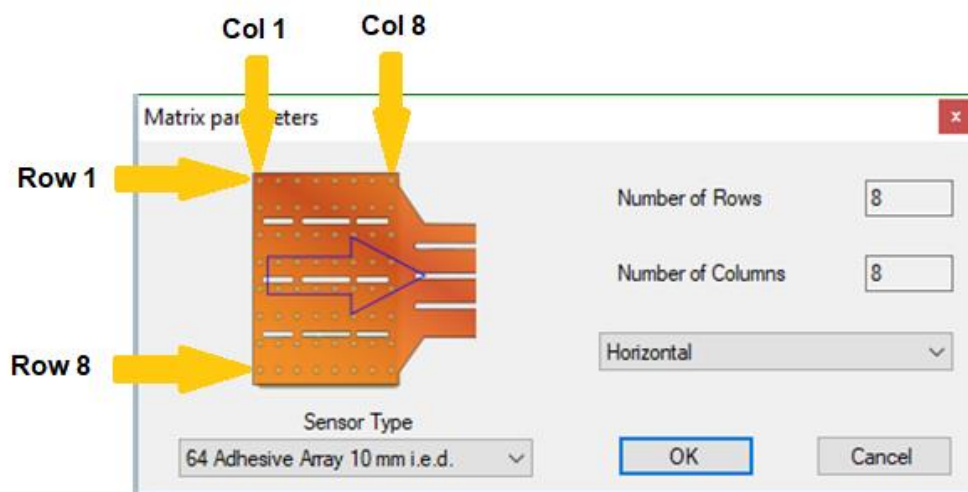 Col 1
Col 8
Matrix par eters
x
Row 1
Number of Rows
8
Number of Columns
8
Horizontal
Row 8
Sensor Type
64 Adhesive Array 10 mm i.e.d.
OK
Cancel